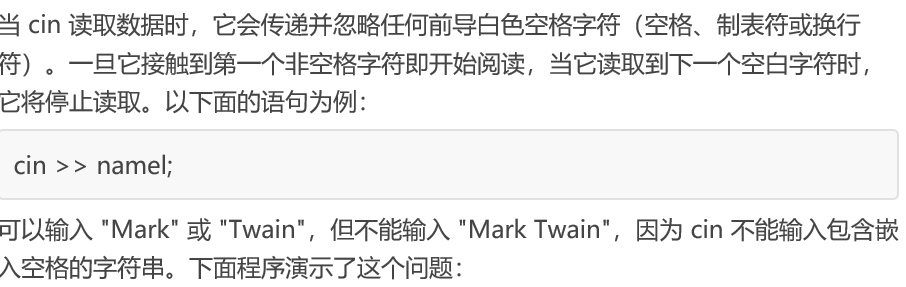 当 cin 读取数据时，它会传递并忽略任何前导白色空格字符（空格、制表符或换行
符）。一旦它接触到第一个非空格字符即开始阅读，当它读取到下一个空白字符时，
它将停止读取。以下面的语句为例：
cin >> namel;
可以输入 "Mark" 或 "Twain"，但不能输入 "Mark Twain"，因为 cin 不能输入包含嵌
入空格的字符串。下面程序演示了这个问题：